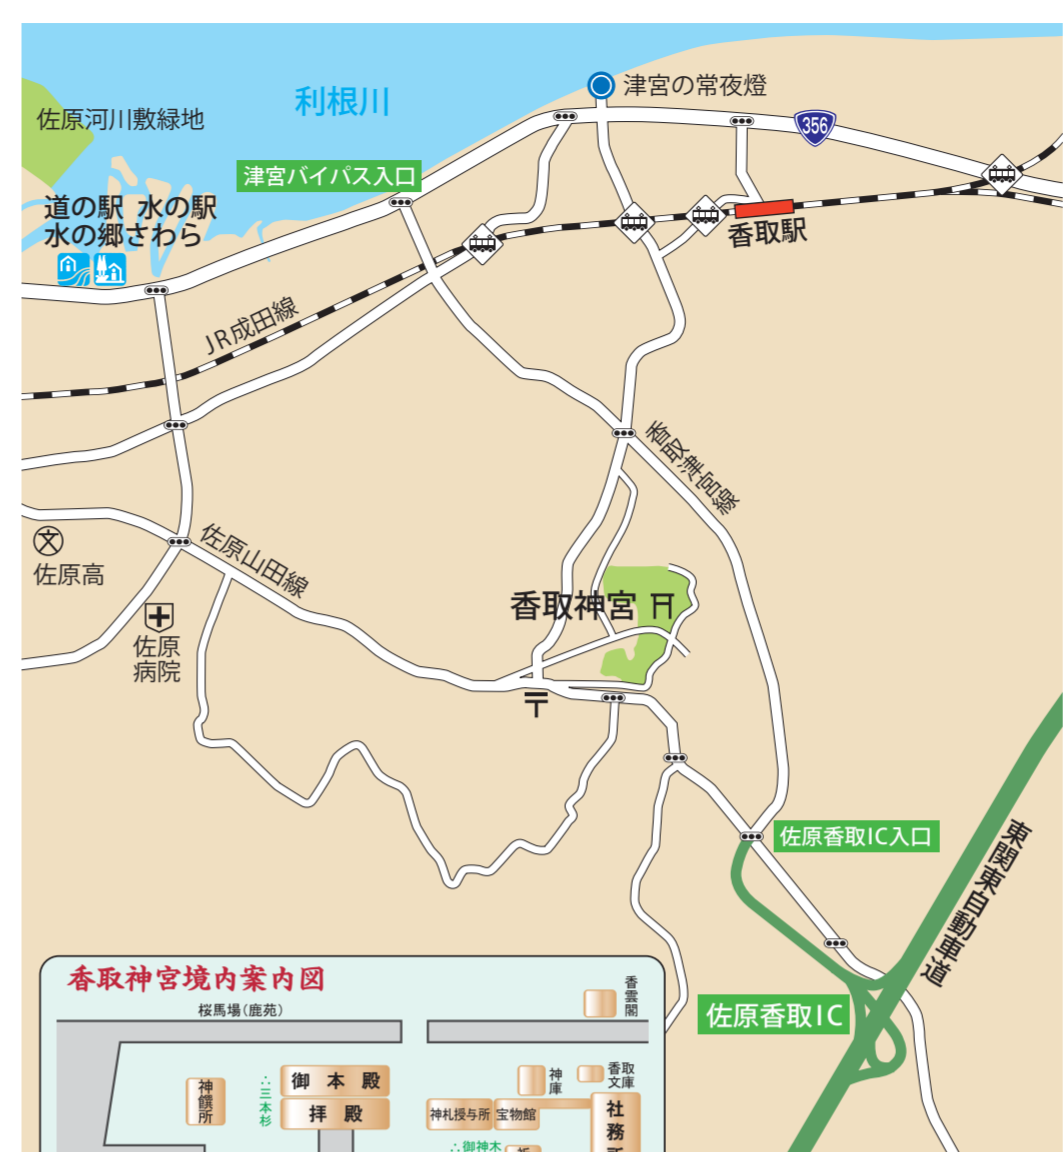 津宮の常夜燈
利根川
佐原河川敷緑地
356
津宮バイパス入口
道の駅 水の駅
水の郷さわら
香取駅
JR成田線
香取津宮線
佐原山田線
佐原高
香取神宮
佐原
病院
佐原香取IC入口
東関東自動車道
佐原香取IC
香取神宮境内案内図
桜馬場(鹿苑)
香雲閣
神饌所
∴三本杉
御本殿
拝殿
神庫
香取
文庫
神札授与所
宝物館
社務
∴御神木